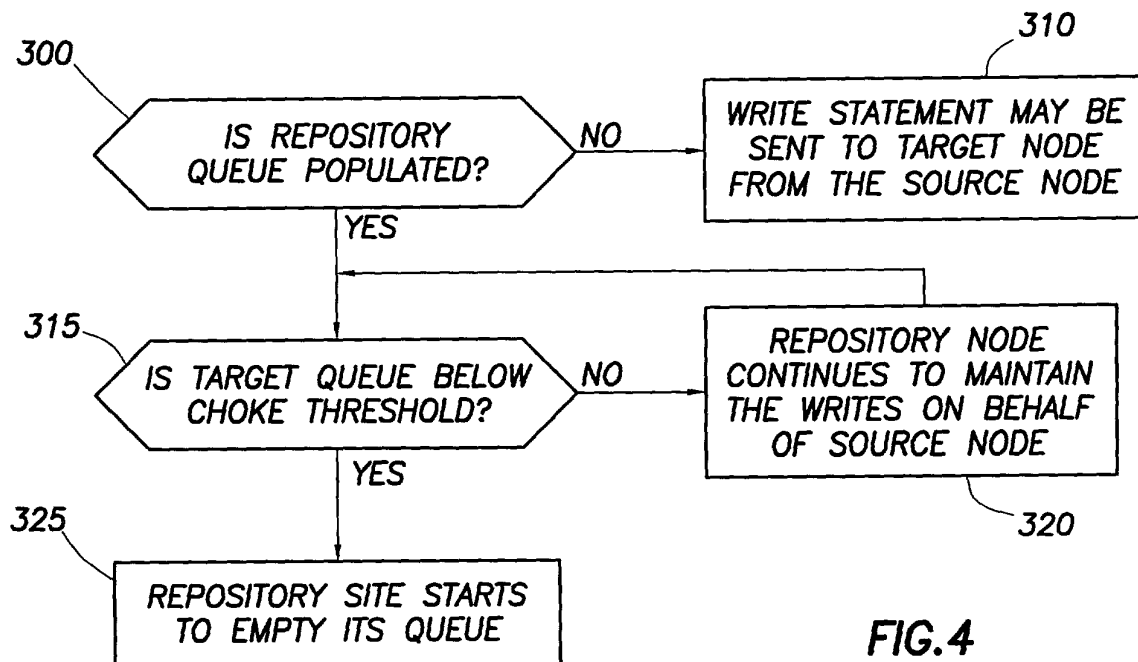 300
IS REPOSITORY
QUEUE POPULATED?
NO
310
WRITE STATEMENT MAY BE
SENT TO TARGET NODE
FROM THE SOURCE NODE
YES
315
IS TARGET QUEUE BELOW
CHOKE THRESHOLD?
NO
REPOSITORY NODE
CONTINUES TO MAINTAIN
THE WRITES ON BEHALF
OF SOURCE NODE
320
YES
325
REPOSITORY SITE STARTS
TO EMPTY ITS QUEUE
FIG.4